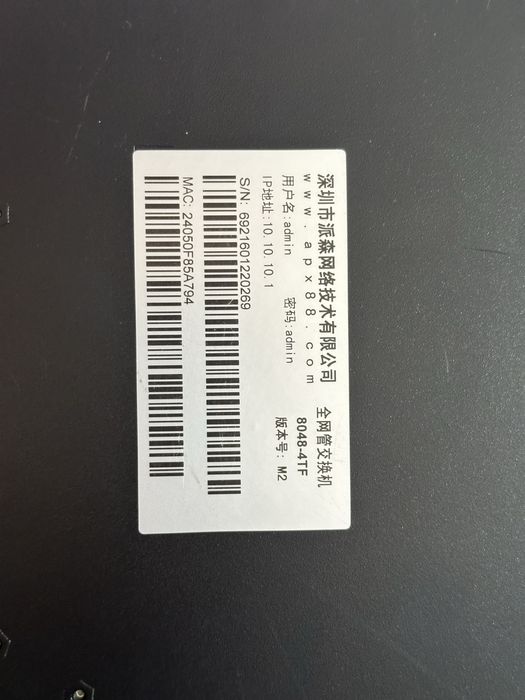 深圳市派森网络技术有限公司
全网管交换机
www.apx88.com
8048-4TF
用户名:admin 密码:admin
版本号: M2
IP地址:10.10.10.1
S/N: 6921601220269
MAC: 24050F85A794